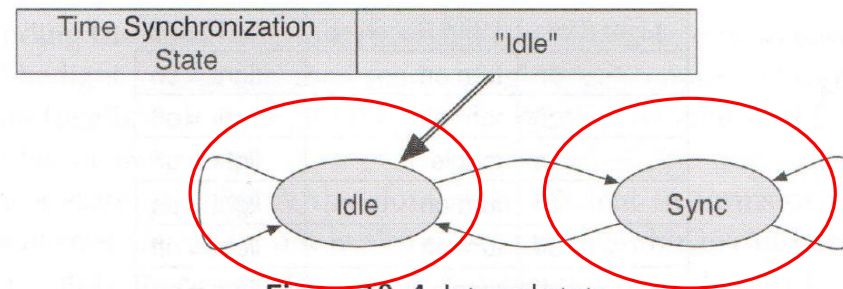 Time Synchronization
State
"Idle"
Idle
Sync